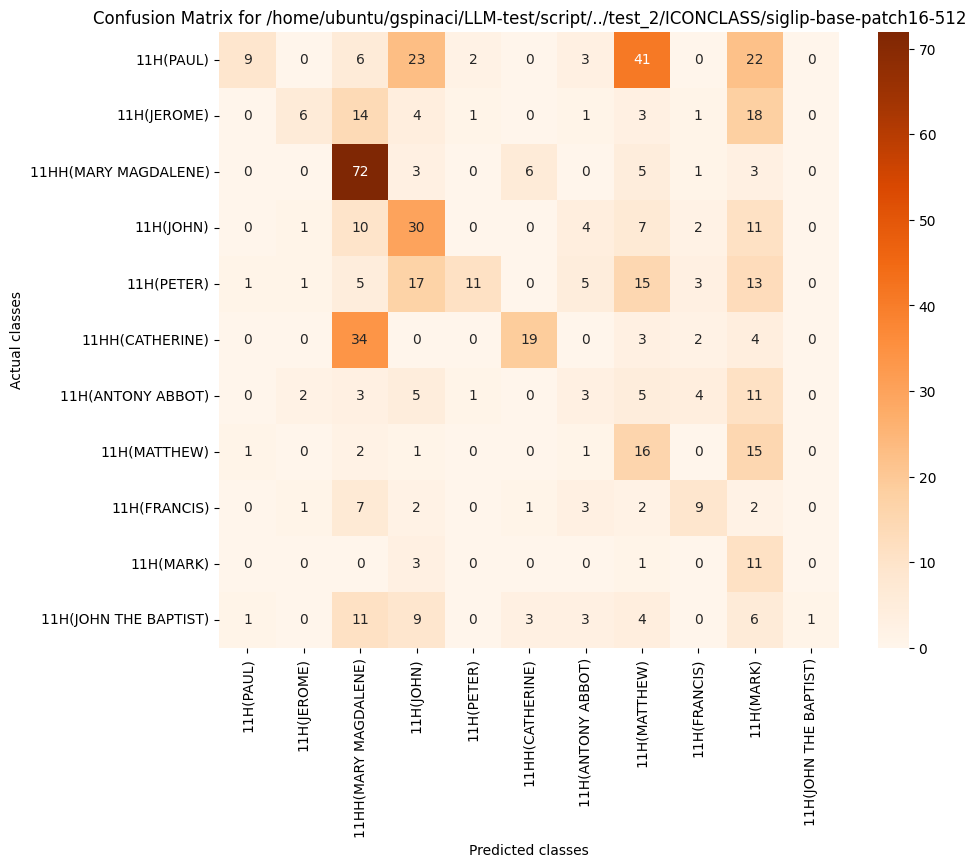 Confusion Matrix for /home/ubuntu/gspinaci/LLM-test/script/../test_2/ICONCLASS/siglip-base-patch16-512
Actual classes
11H(PAUL) 9 0 6 23 2 0 3 41 0 22 0
11H(JEROME) 0 6 14 4 1 0 1 3 1 18 0
11HH(MARY MAGDALENE) 0 0 72 3 0 6 0 5 1 3 0
11H(JOHN) 0 1 10 30 0 0 4 7 2 11 0
11H(PETER) 1 1 5 17 11 0 5 15 3 13 0
11HH(CATHERINE) 0 0 34 0 0 19 0 3 2 4 0
11H(ANTONY ABBOT) 0 2 3 5 1 0 3 5 4 11 0
11H(MATTHEW) 1 0 2 1 0 0 1 16 0 15 0
11H(FRANCIS) 0 1 7 2 0 1 3 2 9 2 0
11H(MARK) 0 0 0 3 0 0 0 1 0 11 0
11H(JOHN THE BAPTIST) 1 0 11 9 0 3 3 4 0 6 1
11H(PAUL)
11H(JEROME)
11HH(MARY MAGDALENE)
11H(JOHN)
11H(PETER)
11HH(CATHERINE)
11H(ANTONY ABBOT)
11H(MATTHEW)
11H(FRANCIS)
11H(MARK)
11H(JOHN THE BAPTIST)
Predicted classes
70
60
50
40
30
20
10
0